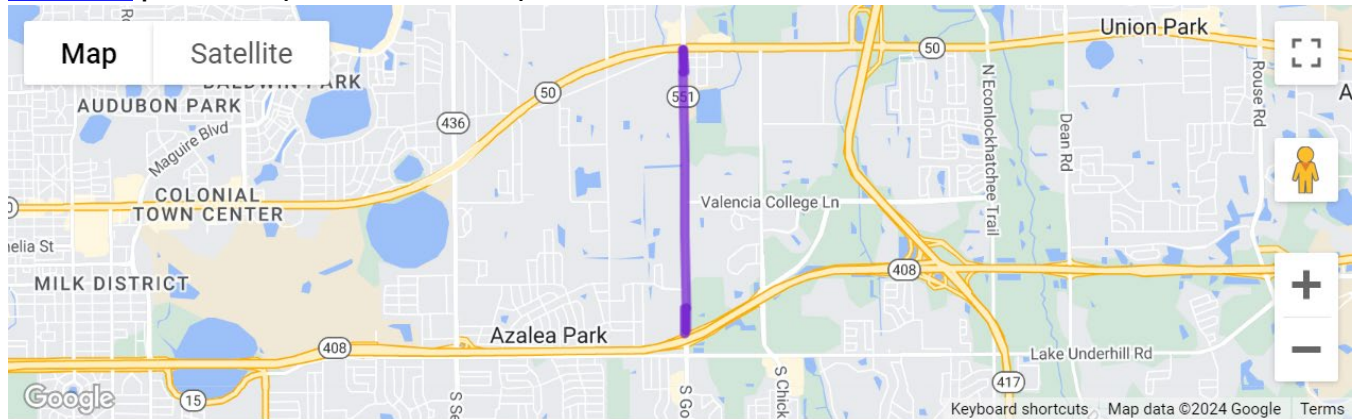 Map
Satellite
Union Park
50
50
551
436
BALDWIN PARK
AUDUBON PARK
Maguire Blvd
N Econlockhatchee Trail
Dean Rd
Rouse Rd
COLONIAL
TOWN CENTER
Valencia College Ln
MILK DISTRICT
408
Azalea Park
408
Lake Underhill Rd
417
15
Google
Keyboard shortcuts
Map data ©2024 Google
Terms